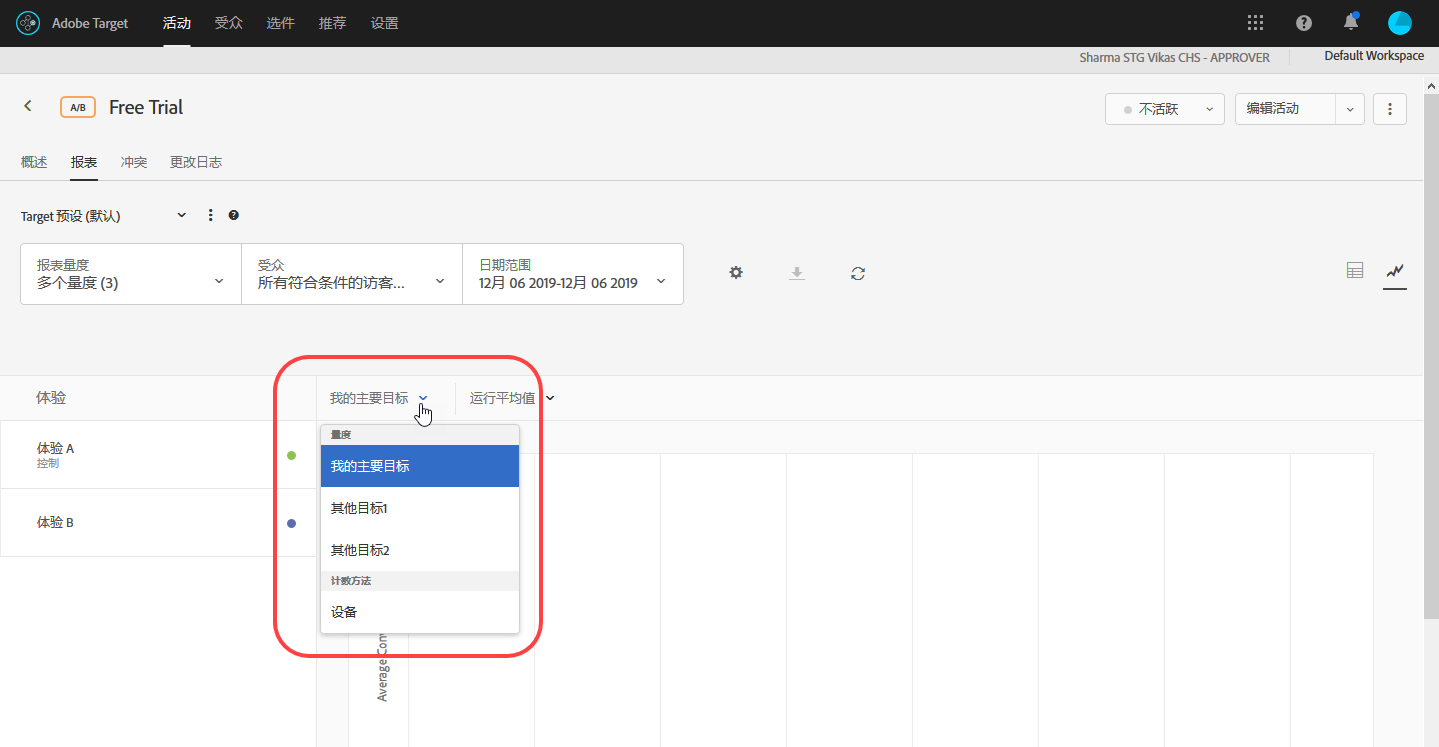 Adobe Target 活动 受众 选件 推荐 设置
Sharma STG Vikas CHS - APPROVER Default Workspace
A/B Free Trial 不活跃 编辑活动
概述 报表 冲突 更改日志
Target 预设 (默认)
报表量度 受众 日期范围
多个量度 (3) 所有符合条件的访客... 12月 06 2019-12月 06 2019
体验 我的主要目标 运行平均值
量度
体验 A
控制
我的主要目标
其他目标1
体验 B
其他目标2
计数方法
设备
Average Conv